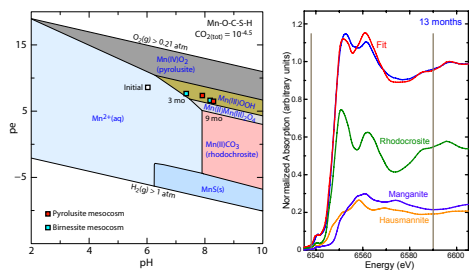 Mn-O-C-S-H
CO2(tot) = 10-4.5
O2(g) > 0.21 atm
Mn(IV)O2
(pyrolusite)
Initial
Mn(III)OOH
3 mo
Mn(II)Mn(III)2O4
9 mo
Mn2+(aq)
Mn(II)CO3
(rhodochrosite)
MnS(s)
H2(g) > 1 atm
Pyrolusite mesocosm
Birnessite mesocosm
15
5
-5
-15
pe
2
4
6
8
10
pH
13 months
Fit
Rhodocrosite
Manganite
Hausmannite
1.2
1.0
0.8
0.6
0.4
0.2
0
Normalized Absorption (arbitrary units)
6540
6560
6580
6600
Energy (eV)